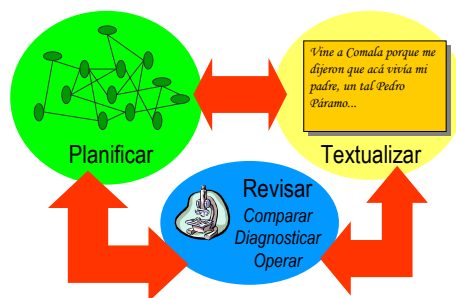 Planificar
Vine a Comala porque me
dijeron que acá vivía mi
padre, un tal Pedro
Páramo...
Textualizar
Revisar
Comparar
Diagnosticar
Operar